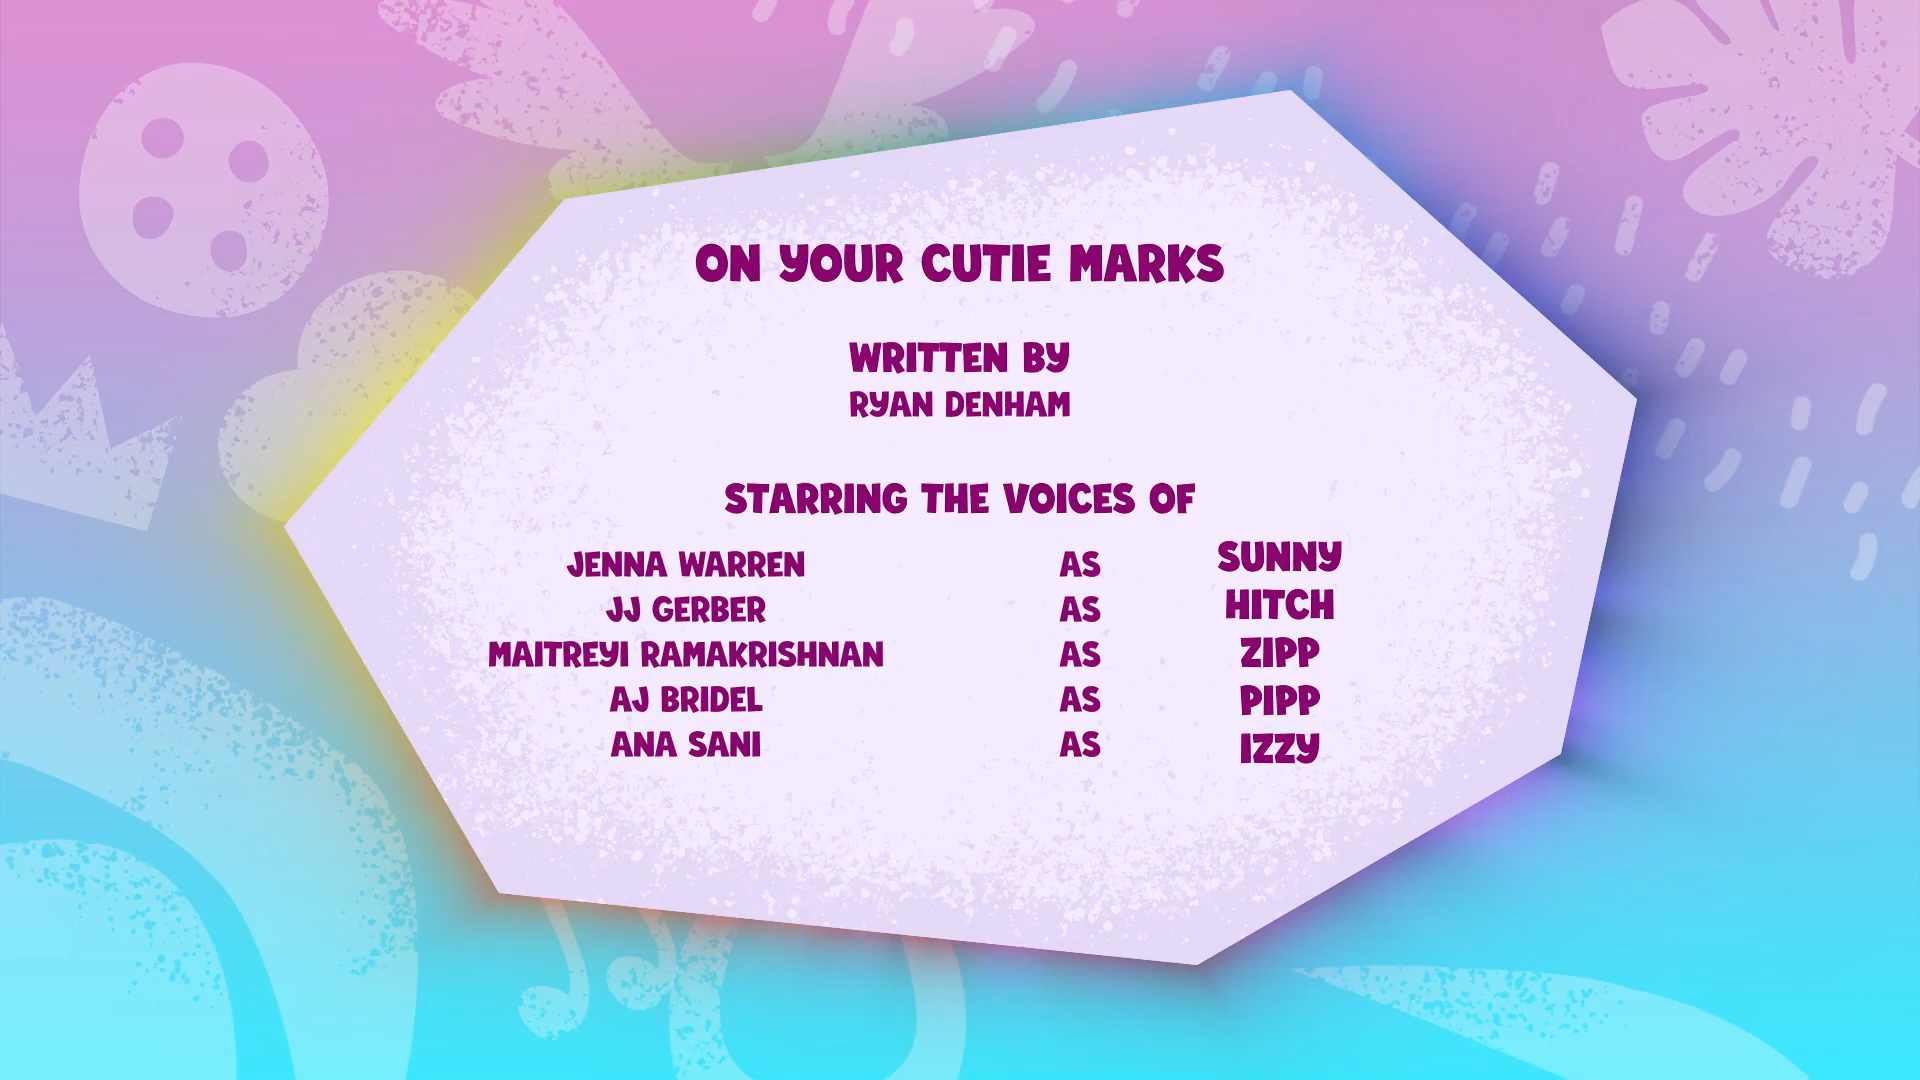 ON YOUR CUTIE MARKS
WRITTEN BY
RYAN DENHAM
STARRING THE VOICES OF
JENNA WARREN AS SUNNY
JJ GERBER AS HITCH
MAITREYI RAMAKRISHNAN AS ZIPP
AJ BRIDEL AS PIPP
ANA SANI AS IZZY